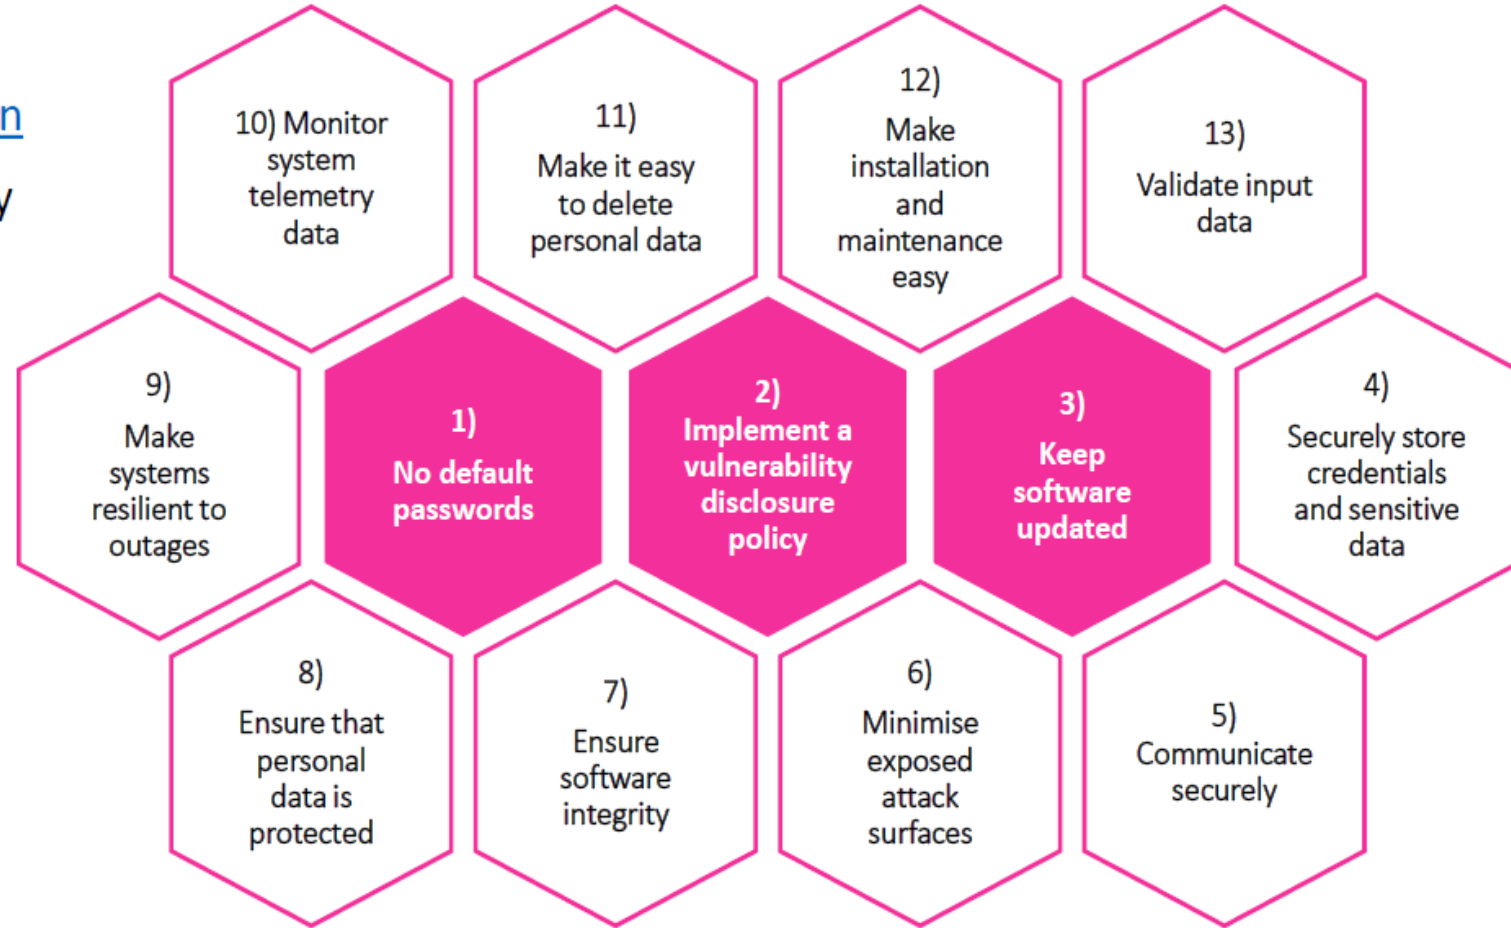 n
y
10) Monitor
system
telemetry
data
11)
Make it easy
to delete
personal data
12)
Make
installation
and
maintenance
easy
13)
Validate input
data
9)
Make
systems
resilient to
outages
1)
No default
passwords
2)
Implement a
vulnerability
disclosure
policy
3)
Keep
software
updated
4)
Securely store
credentials
and sensitive
data
8)
Ensure that
personal
data is
protected
7)
Ensure
software
integrity
6)
Minimise
exposed
attack
surfaces
5)
Communicate
securely